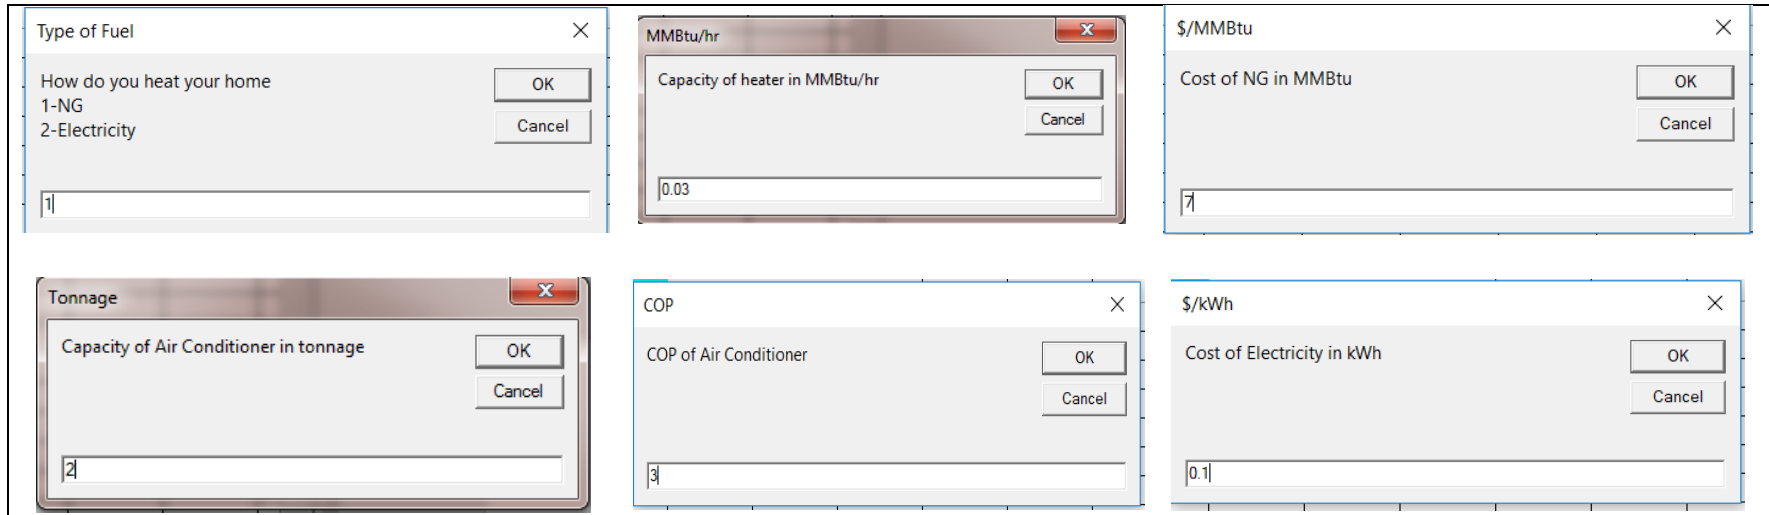 Type of Fuel
How do you heat your home
1-NG
2-Electricity
OK
Cancel
1
MMBtu/hr
Capacity of heater in MMBtu/hr
OK
Cancel
0.03
$/MMBtu
Cost of NG in MMBtu
OK
Cancel
7
Tonnage
Capacity of Air Conditioner in tonnage
OK
Cancel
2
COP
COP of Air Conditioner
OK
Cancel
3
$/kWh
Cost of Electricity in kWh
OK
Cancel
0.1